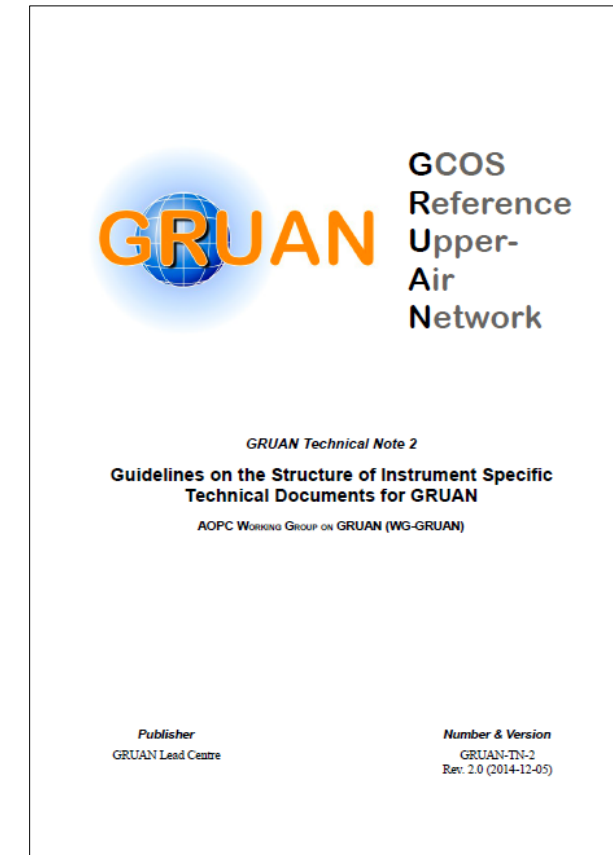 GRUAN
GCOS
Reference
Upper-
Air
Network
GRUAN Technical Note 2
Guidelines on the Structure of Instrument Specific
Technical Documents for GRUAN
AOPC Working Group on GRUAN (WG-GRUAN)
Publisher
GRUAN Lead Centre
Number & Version
GRUAN-TN-2
Rev. 2.0 (2014-12-05)